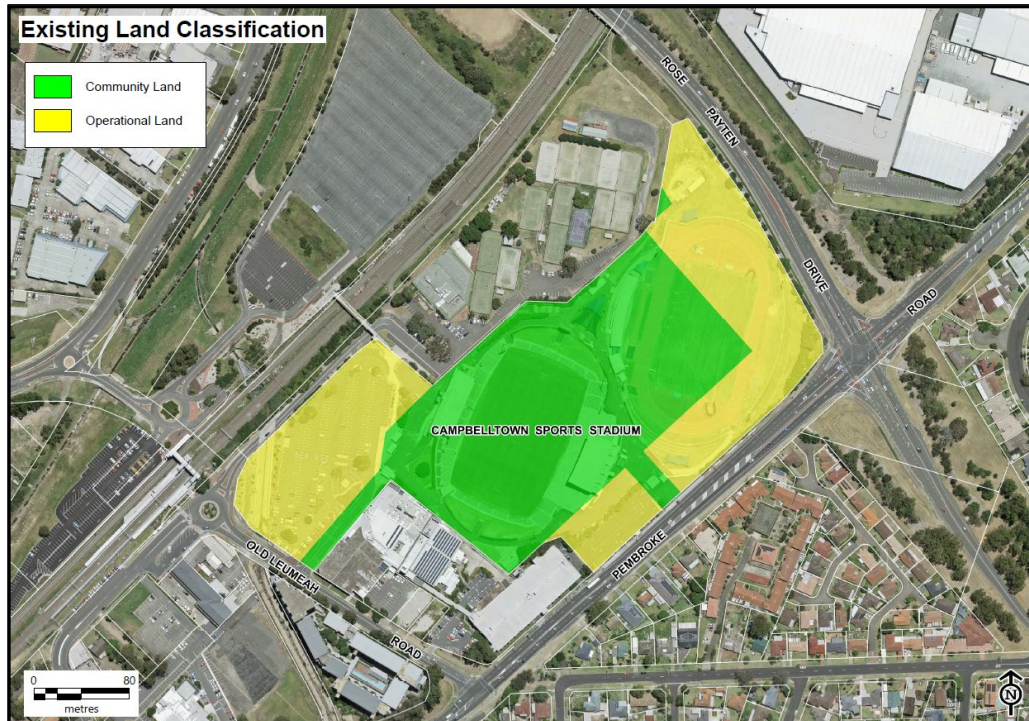 Existing Land Classification
Community Land
Operational Land
ROSE
PAYTEN
DRIVE
ROAD
CAMPBELLTOWN SPORTS STADIUM
PEMBROKE
OLD LEUMEAH
ROAD
0 80
metres
N